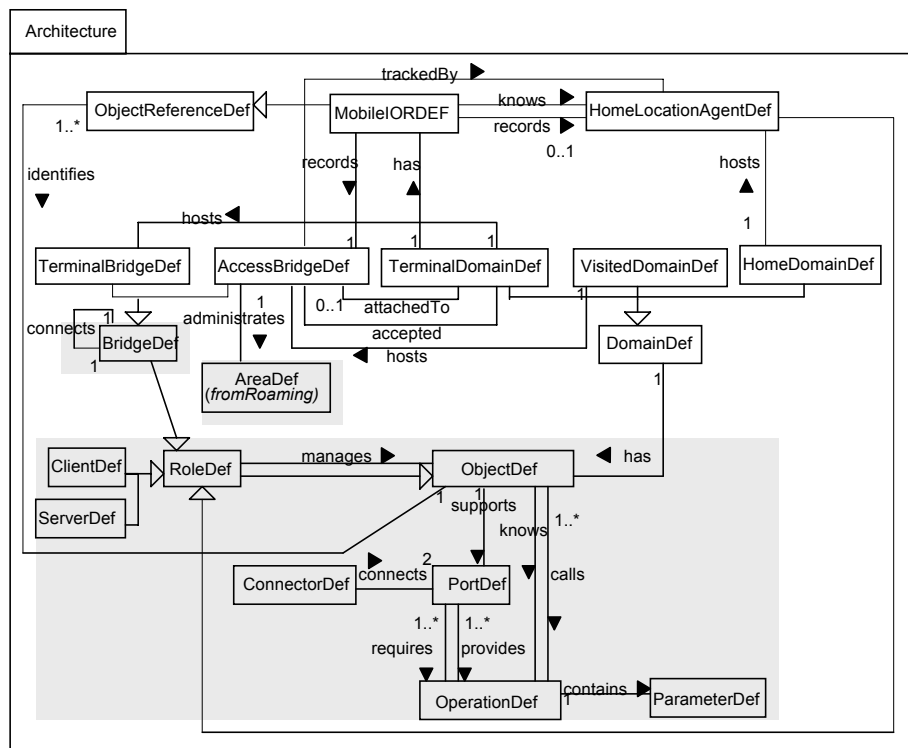 Architecture
trackedBy
ObjectReferenceDef
MobileIORDEF
knows
HomeLocationAgentDef
1..*
records
0..1
identifies
records
has
hosts
hosts
1
1
1
1
TerminalBridgeDef
AccessBridgeDef
TerminalDomainDef
VisitedDomainDef
HomeDomainDef
1
0..1
attachedTo
1
connects
1
administrates
accepted
BridgeDef
hosts
DomainDef
1
AreaDef
(fromRoaming)
1
ClientDef
RoleDef
manages
ObjectDef
has
ServerDef
1
1
supports
1..*
knows
ConnectorDef
connects
2
PortDef
calls
1..*
1..*
requires
provides
OperationDef
contains
1
ParameterDef